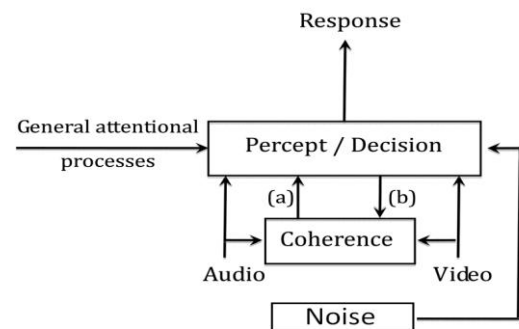 Response
General attentional
processes
Percept / Decision
(a)
(b)
Coherence
Audio
Video
Noise